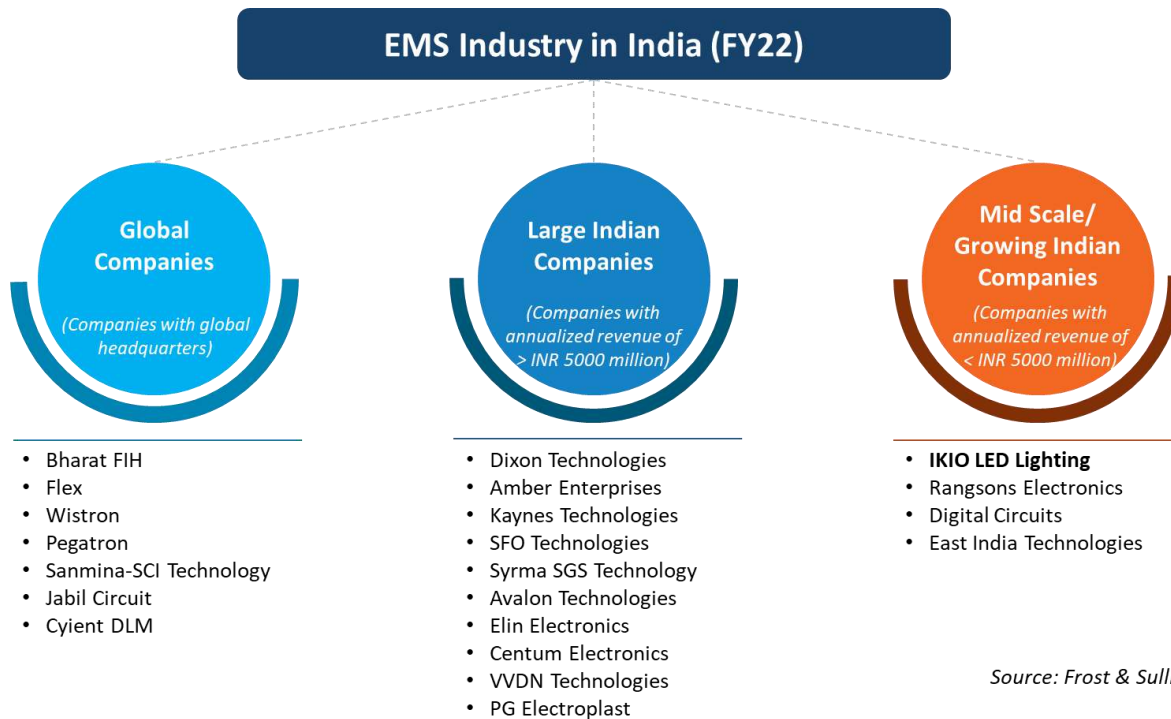 EMS Industry in India (FY22)
Global
Companies
(Companies with global
headquarters)
Large Indian
Companies
(Companies with
annualized revenue of
> INR 5000 million)
Mid Scale/
Growing Indian
Companies
(Companies with
annualized revenue of
< INR 5000 million)
• Bharat FIH
• Flex
• Wistron
• Pegatron
• Sanmina-SCI Technology
• Jabil Circuit
• Cyient DLM
• Dixon Technologies
• Amber Enterprises
• Kaynes Technologies
• SFO Technologies
• Syrma SGS Technology
• Avalon Technologies
• Elin Electronics
• Centum Electronics
• VVDN Technologies
• PG Electroplast
• IKIO LED Lighting
• Rangsons Electronics
• Digital Circuits
• East India Technologies
Source: Frost &